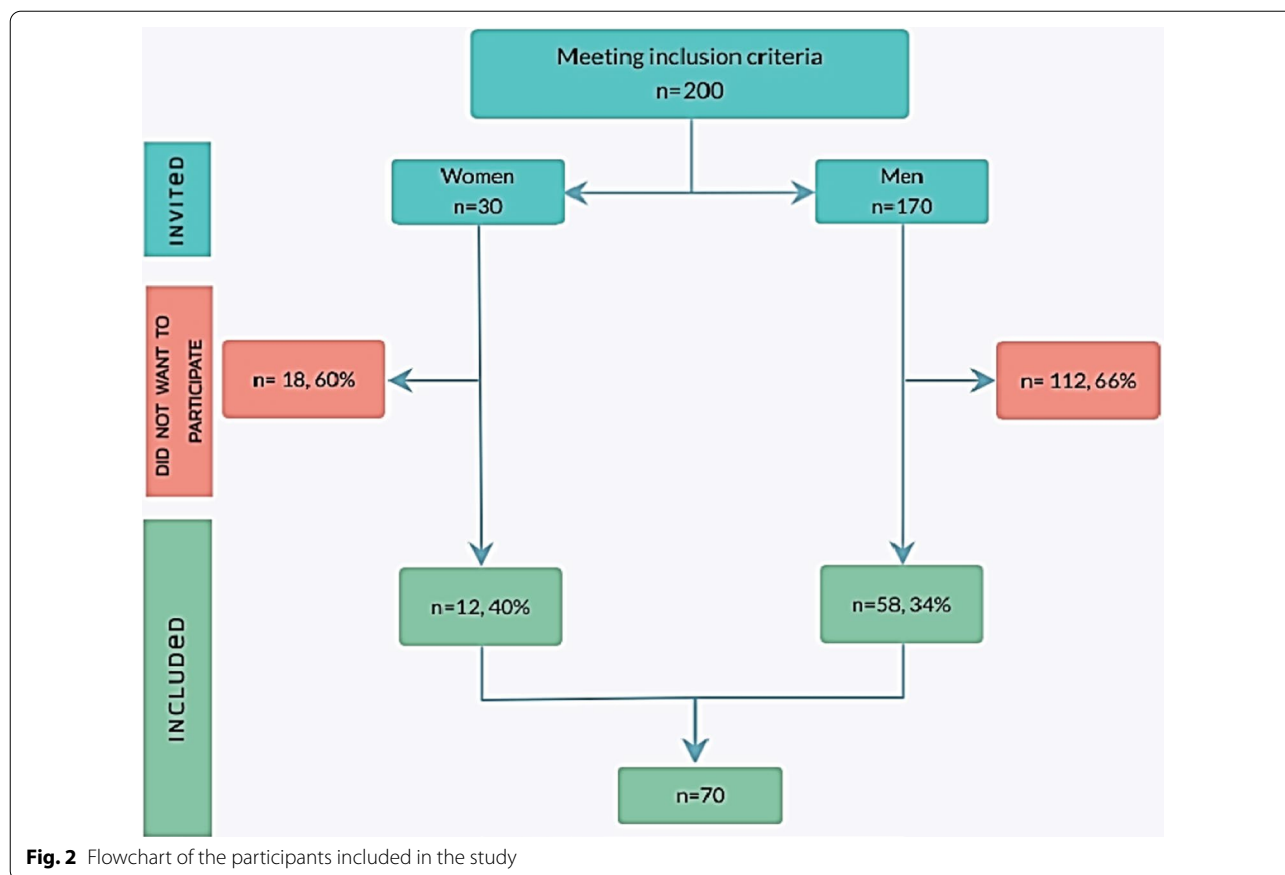 Meeting inclusion criteria
n=200
INVITeD
Women
n=30
Men
n=170
DID NOT WANT TO
PARTICIPATE
n= 18, 60%
n= 112, 66%
INCLUDeD
n=12, 40%
n=58, 34%
n=70
Fig. 2 Flowchart of the participants included in the study